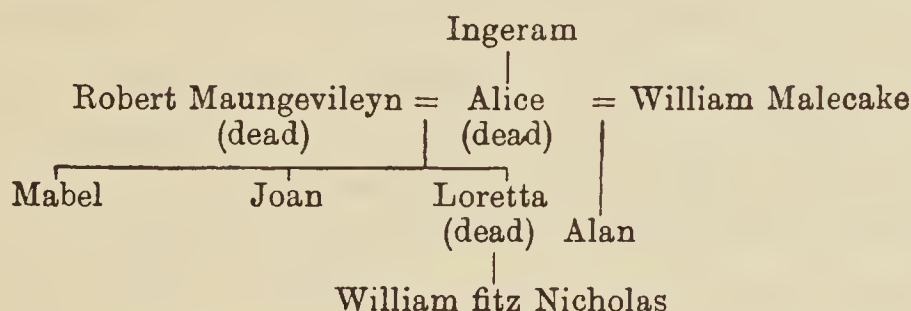 Ingeram
Robert Maungevileyn = Alice = William Malecake
(dead) (dead)
Mabel Joan Loretta
(dead) Alan
William fitz Nicholas